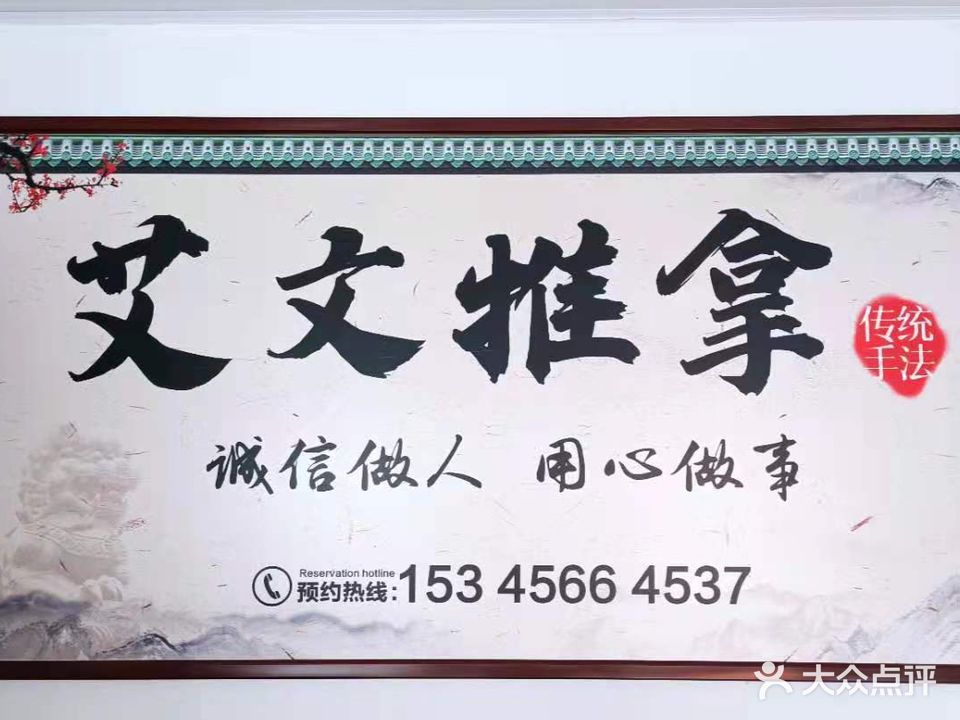 艾文推拿
传统
手法
诚信做人 用心做事
Reservation hotline
预约热线:153 4566 4537
大众点评